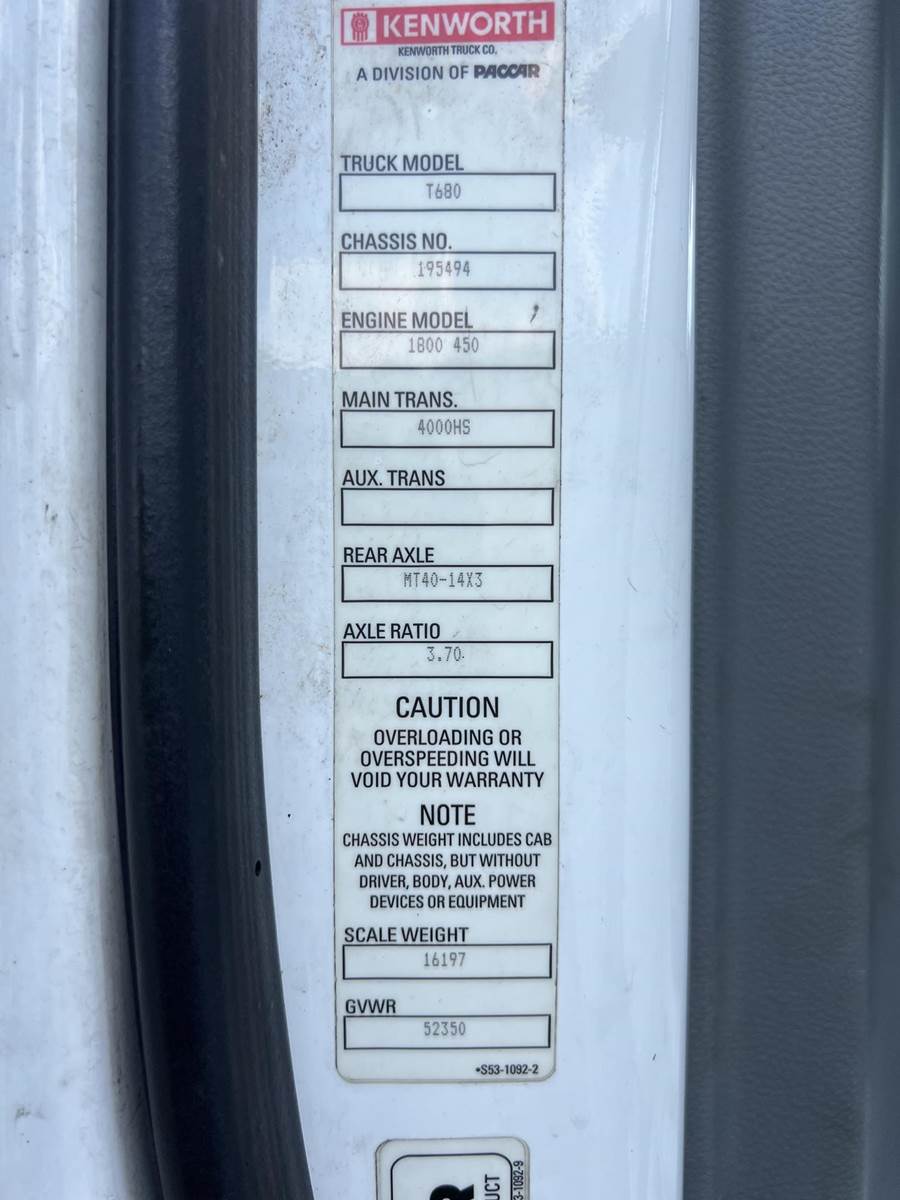 KENWORTH
KENWORTH TRUCK CO.
A DIVISION OF PACCAR
TRUCK MODEL
T680
CHASSIS NO.
195494
ENGINE MODEL
1800 450
MAIN TRANS.
4000HS
AUX. TRANS
REAR AXLE
MT40-14X3
AXLE RATIO
3.70
CAUTION
OVERLOADING OR
OVERSPEEDING WILL
VOID YOUR WARRANTY
NOTE
CHASSIS WEIGHT INCLUDES CAB
AND CHASSIS, BUT WITHOUT
DRIVER, BODY, AUX. POWER
DEVICES OR EQUIPMENT
SCALE WEIGHT
16197
GVWR
52350
•S53-1092-2